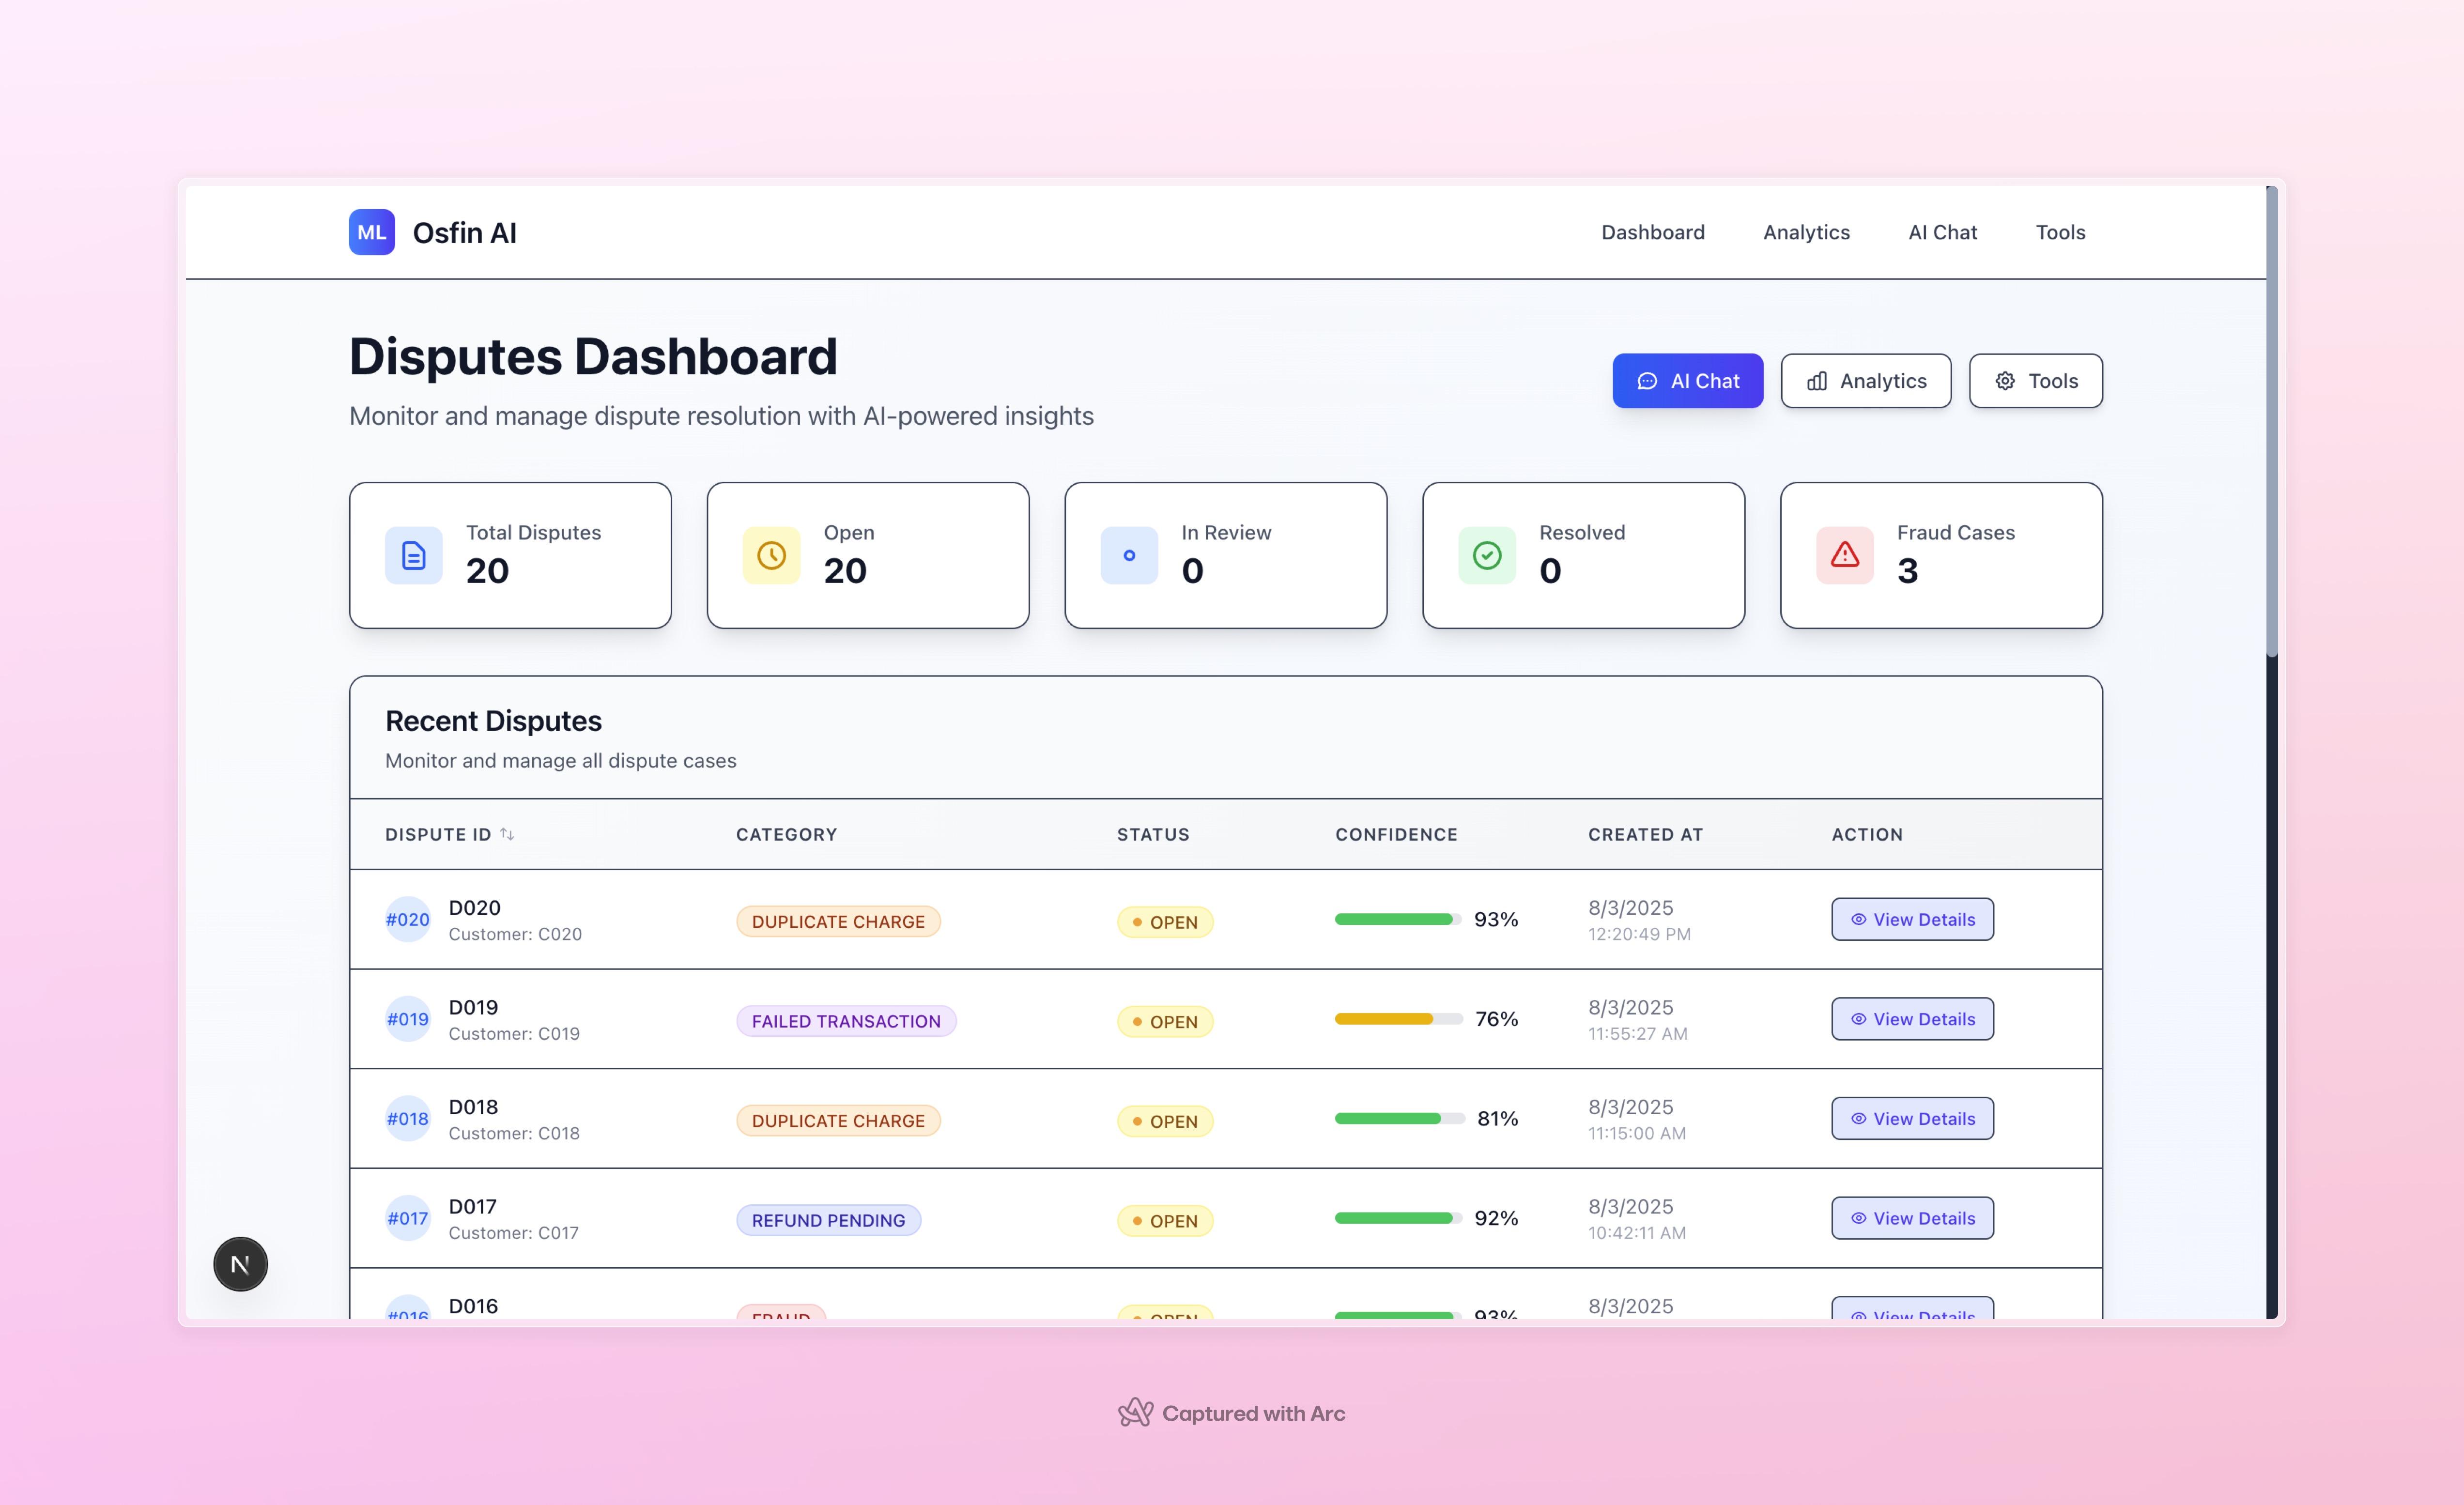 ML Osfin AI Dashboard Analytics AI Chat Tools
Disputes Dashboard
Monitor and manage dispute resolution with AI-powered insights
AI Chat Analytics Tools
Total Disputes
20
Open
20
In Review
0
Resolved
0
Fraud Cases
3
Recent Disputes
Monitor and manage all dispute cases
DISPUTE ID CATEGORY STATUS CONFIDENCE CREATED AT ACTION
#020 D020 DUPLICATE CHARGE OPEN 93% 8/3/2025 View Details
Customer: C020 12:20:49 PM
#019 D019 FAILED TRANSACTION OPEN 76% 8/3/2025 View Details
Customer: C019 11:55:27 AM
#018 D018 DUPLICATE CHARGE OPEN 81% 8/3/2025 View Details
Customer: C018 11:15:00 AM
#017 D017 REFUND PENDING OPEN 92% 8/3/2025 View Details
Customer: C017 10:42:11 AM
#016 D016 FRAUD OPEN 93% 8/3/2025 View Details
N
Captured with Arc